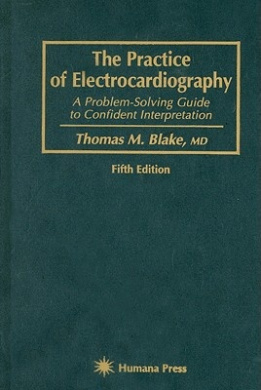 The Practice
of Electrocardiography
A Problem-Solving Guide
to Confident Interpretation
Thomas M. Blake, MD
Fifth Edition
Humana Press